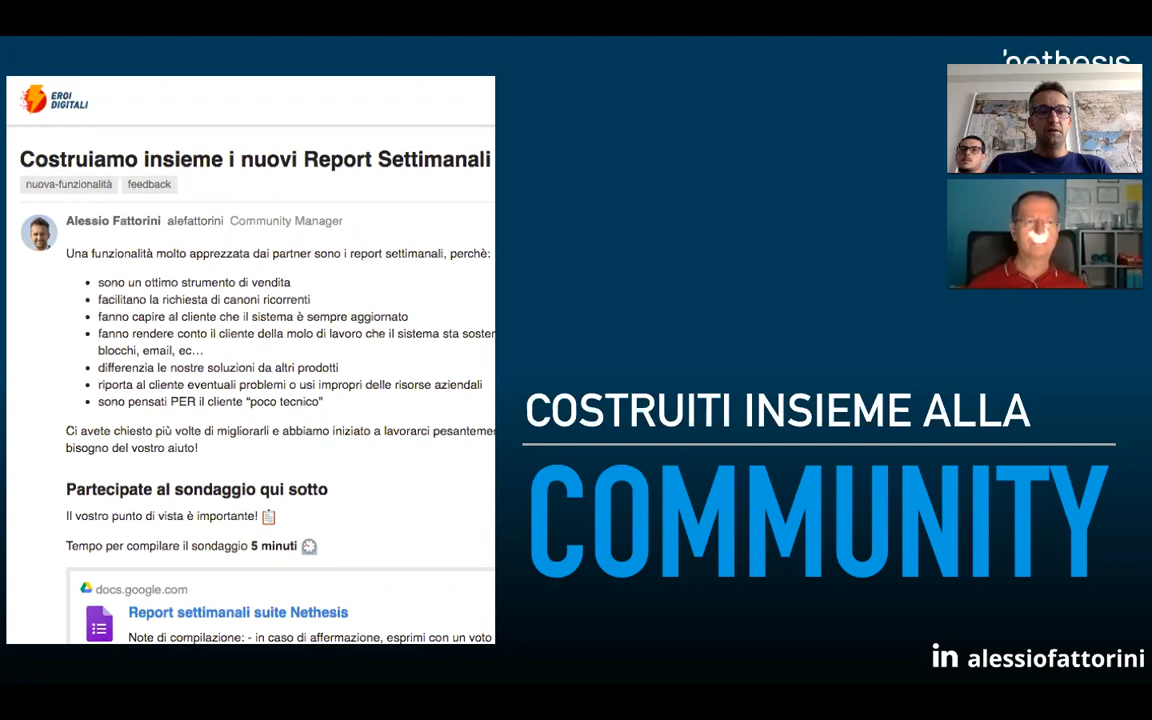 nethesis
EROI
DIGITALI
Costruiamo insieme i nuovi Report Settimanali
nuova-funzionalità feedback
Alessio Fattorini alefattorini Community Manager
Una funzionalità molto apprezzata dai partner sono i report settimanali, perchè:
• sono un ottimo strumento di vendita
• facilitano la richiesta di canoni ricorrenti
• fanno capire al cliente che il sistema è sempre aggiornato
• fanno rendere conto il cliente della molo di lavoro che il sistema sta sosten
blocchi, email, ec...
• differenzia le nostre soluzioni da altri prodotti
• riporta al cliente eventuali problemi o usi impropri delle risorse aziendali
• sono pensati PER il cliente “poco tecnico”
Ci avete chiesto più volte di migliorarli e abbiamo iniziato a lavorarci pesanteme
bisogno del vostro aiuto!
Partecipate al sondaggio qui sotto
Il vostro punto di vista è importante!
Tempo per compilare il sondaggio 5 minuti
docs.google.com
Report settimanali suite Nethesis
Note di compilazione: - in caso di affermazione, esprimi con un voto
COSTRUITI INSIEME ALLA
COMMUNITY
in alessiofattorini